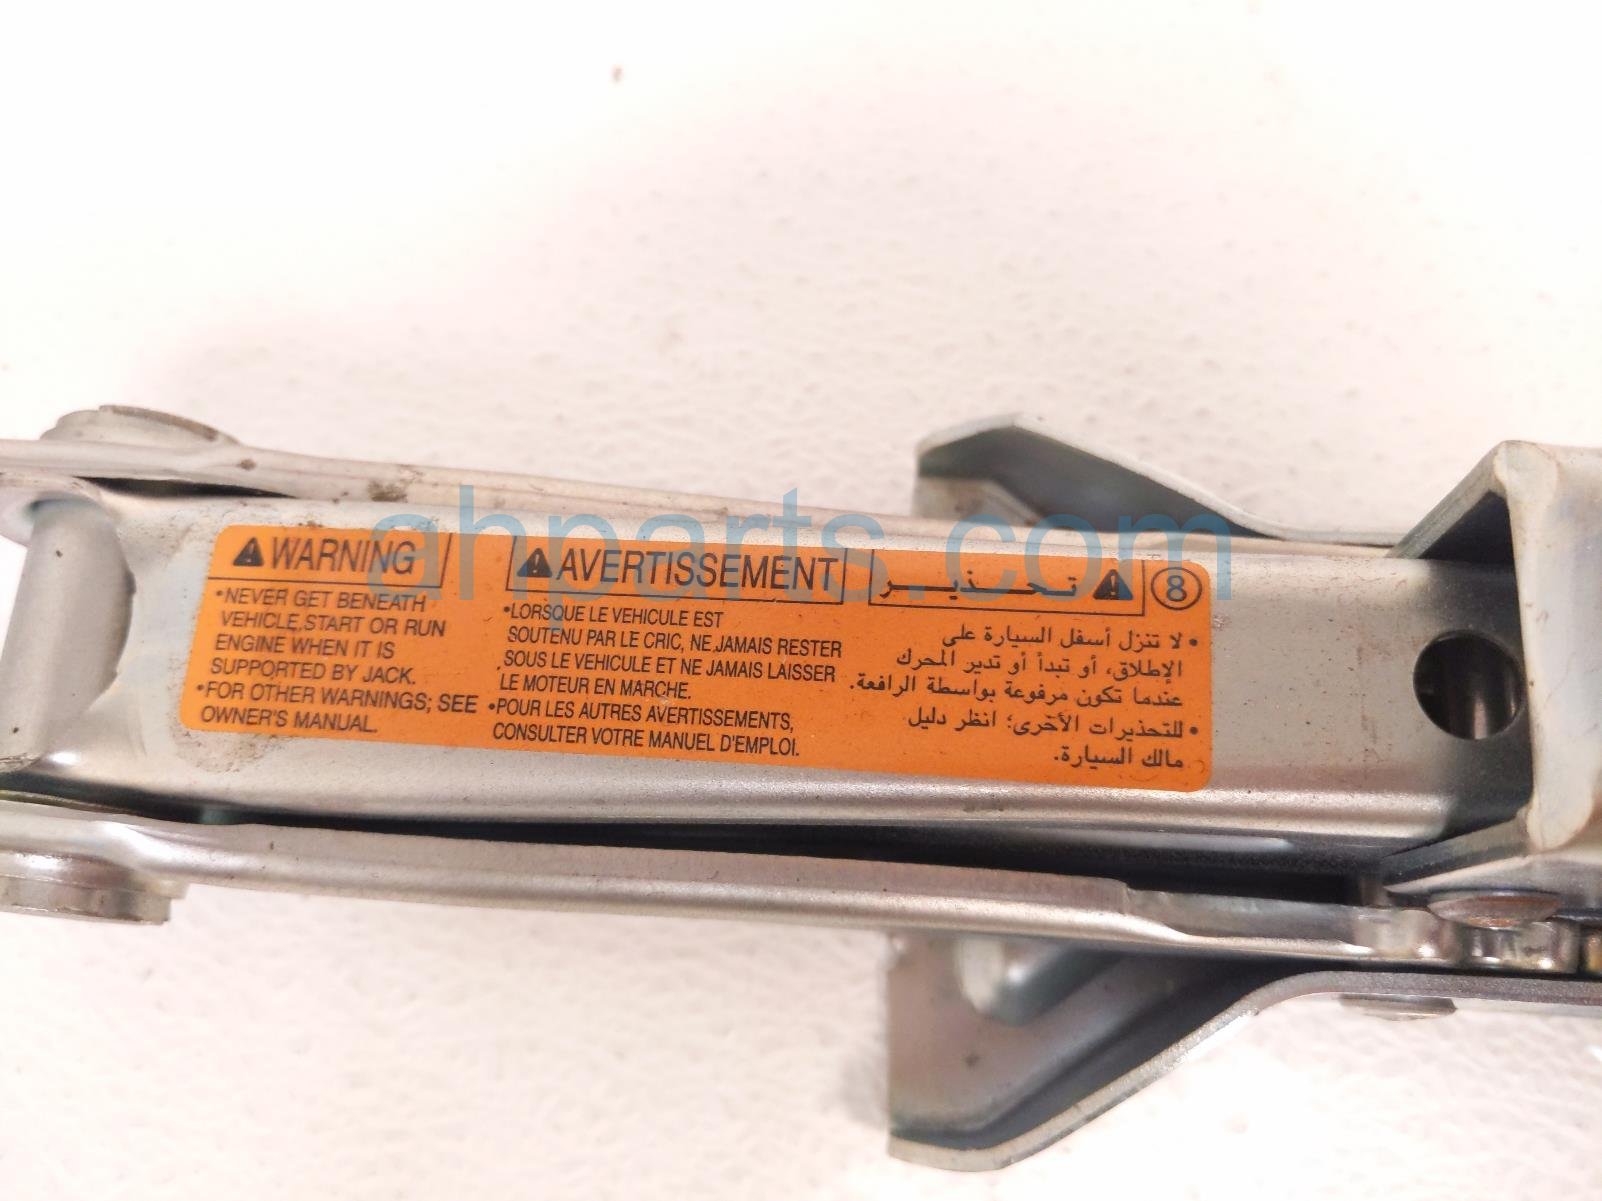 WARNING
•NEVER GET BENEATH
VEHICLE,START OR RUN
ENGINE WHEN IT IS
SUPPORTED BY JACK.
•FOR OTHER WARNINGS; SEE
OWNER'S MANUAL.
AVERTISSEMENT
•LORSQUE LE VEHICULE EST
SOUTENU PAR LE CRIC, NE JAMAIS RESTER
SOUS LE VEHICULE ET NE JAMAIS LAISSER
LE MOTEUR EN MARCHE.
•POUR LES AUTRES AVERTISSEMENTS,
CONSULTER VOTRE MANUEL D'EMPLOI.
تحـــذيـــر
⑧
• لا تنزل أسفل السيارة على
الإطلاق، أو تبدأ أو تدير المحرك
عندما تكون مرفوعة بواسطة الرافعة.
• للتحذيرات الأخرى؛ انظر دليل
مالك السيارة.
ahparts.com